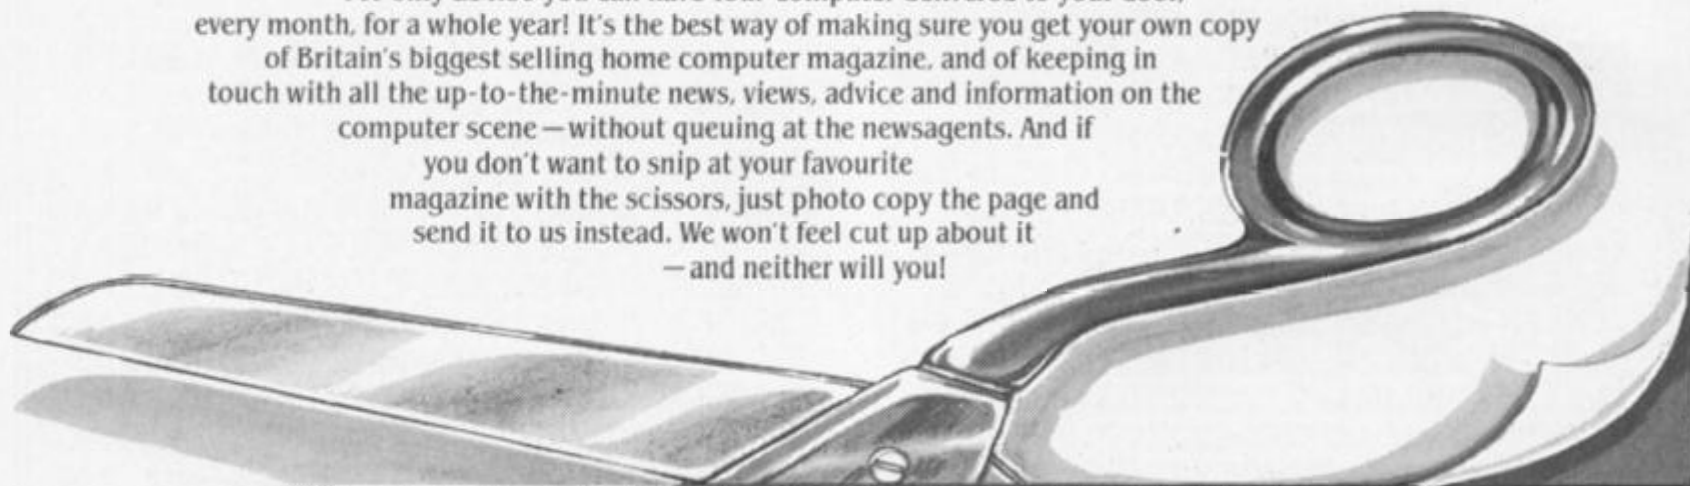 every month, for a whole year! It's the best way of making sure you get your own copy
of Britain's biggest selling home computer magazine, and of keeping in
touch with all the up-to-the-minute news, views, advice and information on the
computer scene—without queuing at the newsagents. And if
you don't want to snip at your favourite
magazine with the scissors, just photo copy the page and
send it to us instead. We won't feel cut up about it
—and neither will you!